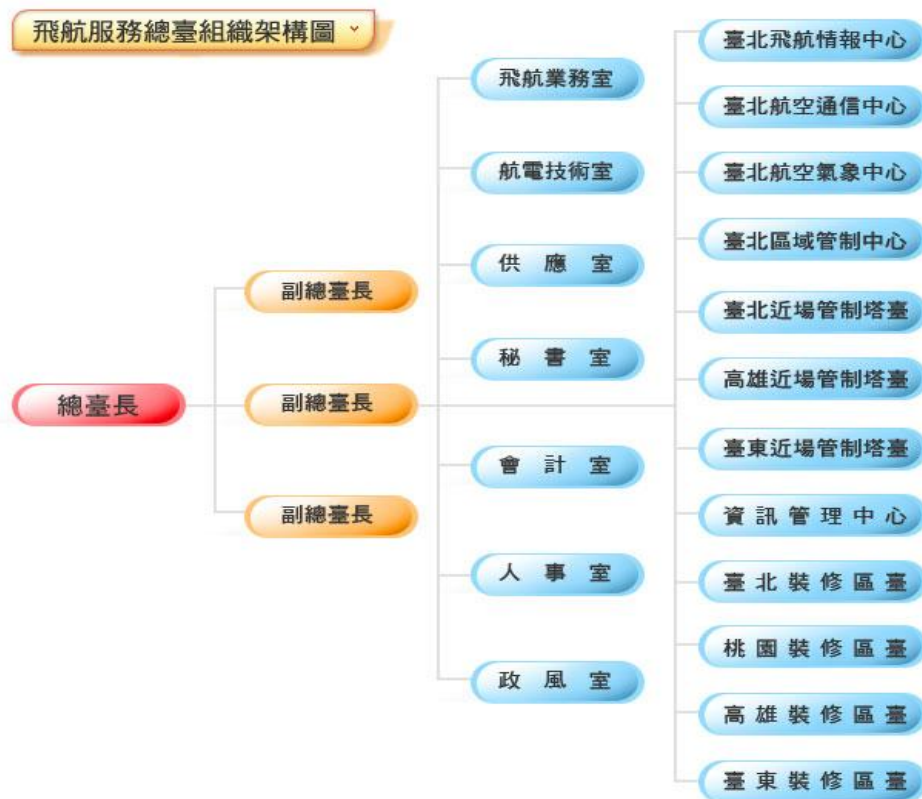 飛航服務總臺組織架構圖
總臺長
副總臺長
副總臺長
副總臺長
飛航業務室
航電技術室
供應室
秘書室
會計室
人事室
政風室
臺北飛航情報中心
臺北航空通信中心
臺北航空氣象中心
臺北區域管制中心
臺北近場管制塔臺
高雄近場管制塔臺
臺東近場管制塔臺
資訊管理中心
臺北裝修區臺
桃園裝修區臺
高雄裝修區臺
臺東裝修區臺